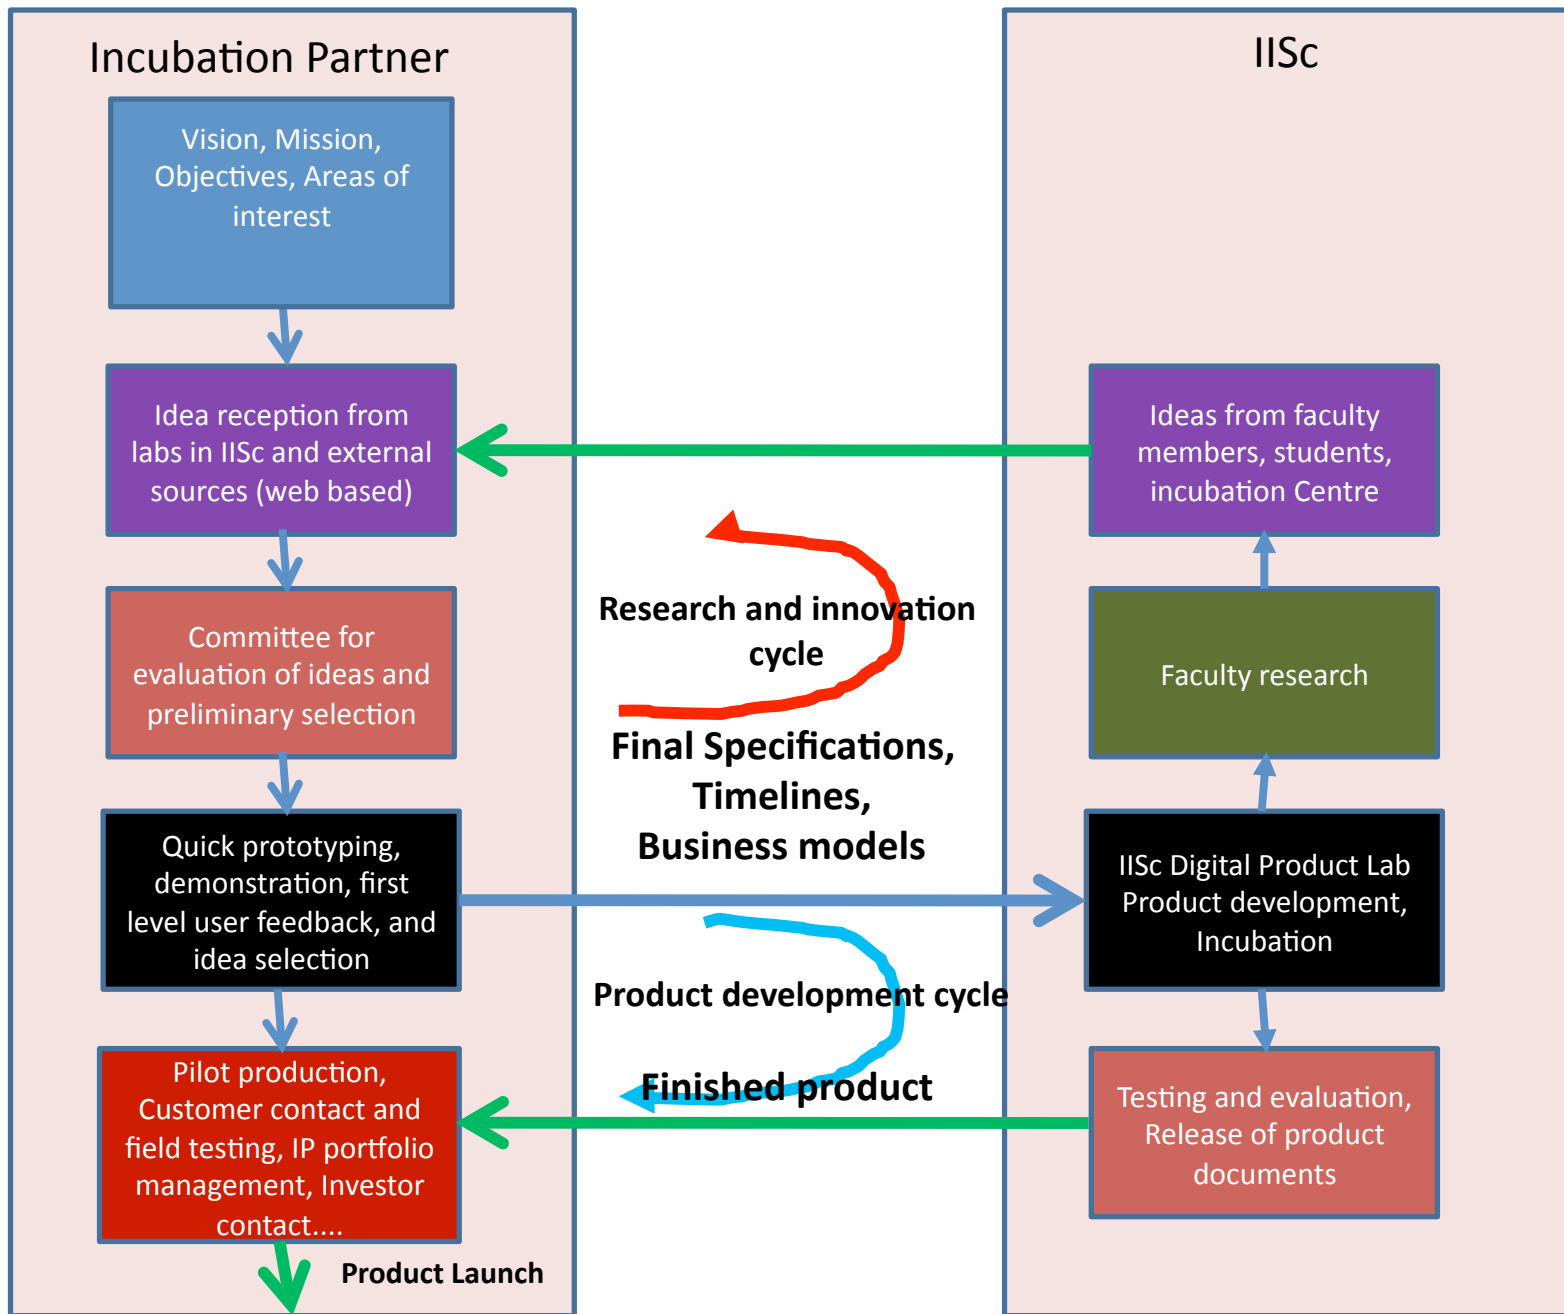 Incubation Partner
Vision, Mission,
Objectives, Areas of
interest
Idea reception from
labs in IISc and external
sources (web based)
Committee for
evaluation of ideas and
preliminary selection
Quick prototyping,
demonstration, first
level user feedback, and
idea selection
Pilot production,
Customer contact and
field testing, IP portfolio
management, Investor
contact....
Product Launch
Research and innovation
cycle
Final Specifications,
Timelines,
Business models
Product development cycle
Finished product
IISc
Ideas from faculty
members, students,
incubation Centre
Faculty research
IISc Digital Product Lab
Product development,
Incubation
Testing and evaluation,
Release of product
documents